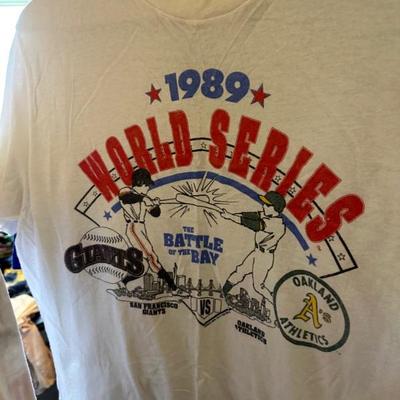 1989
WORLD SERIES
THE
BATTLE
OF THE
BAY
GIANTS
SAN FRANCISCO
GIANTS
VS
OAKLAND
ATHLETICS
OAKLAND
A's
ATHLETICS